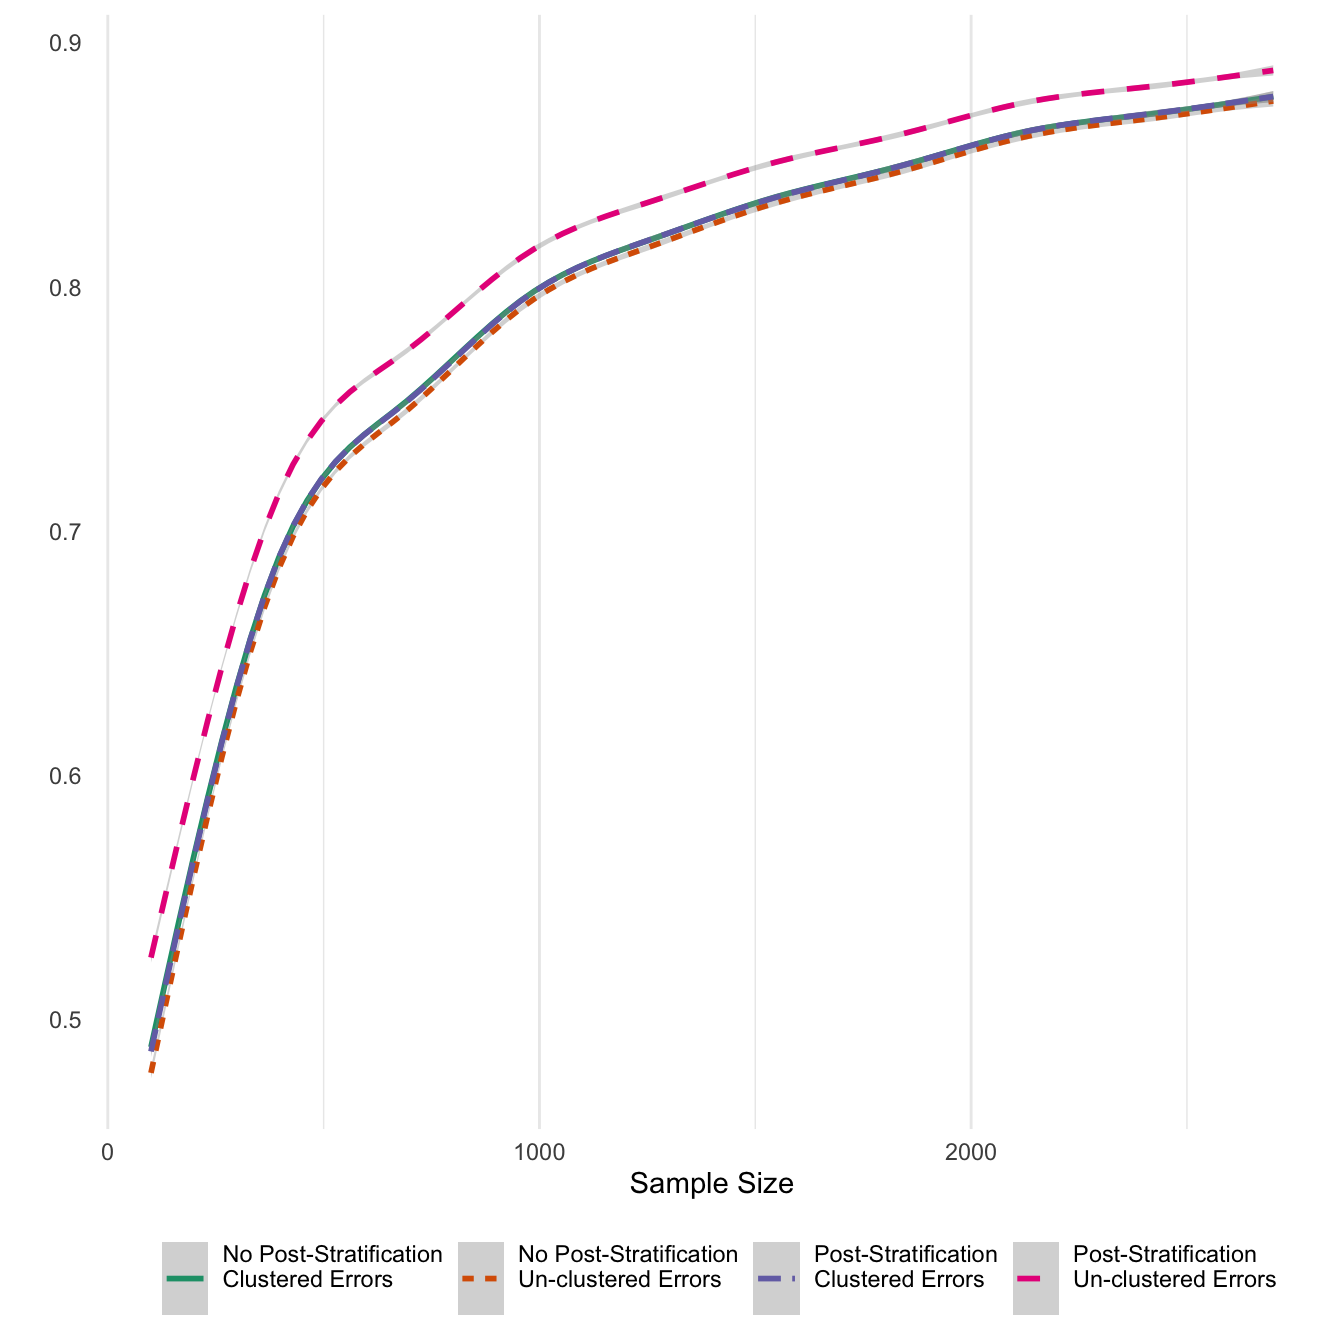 0.9
0.8
0.7
0.6
0.5
0 1000 2000
Sample Size
No Post-Stratification
Clustered Errors
No Post-Stratification
Un-clustered Errors
Post-Stratification
Clustered Errors
Post-Stratification
Un-clustered Errors